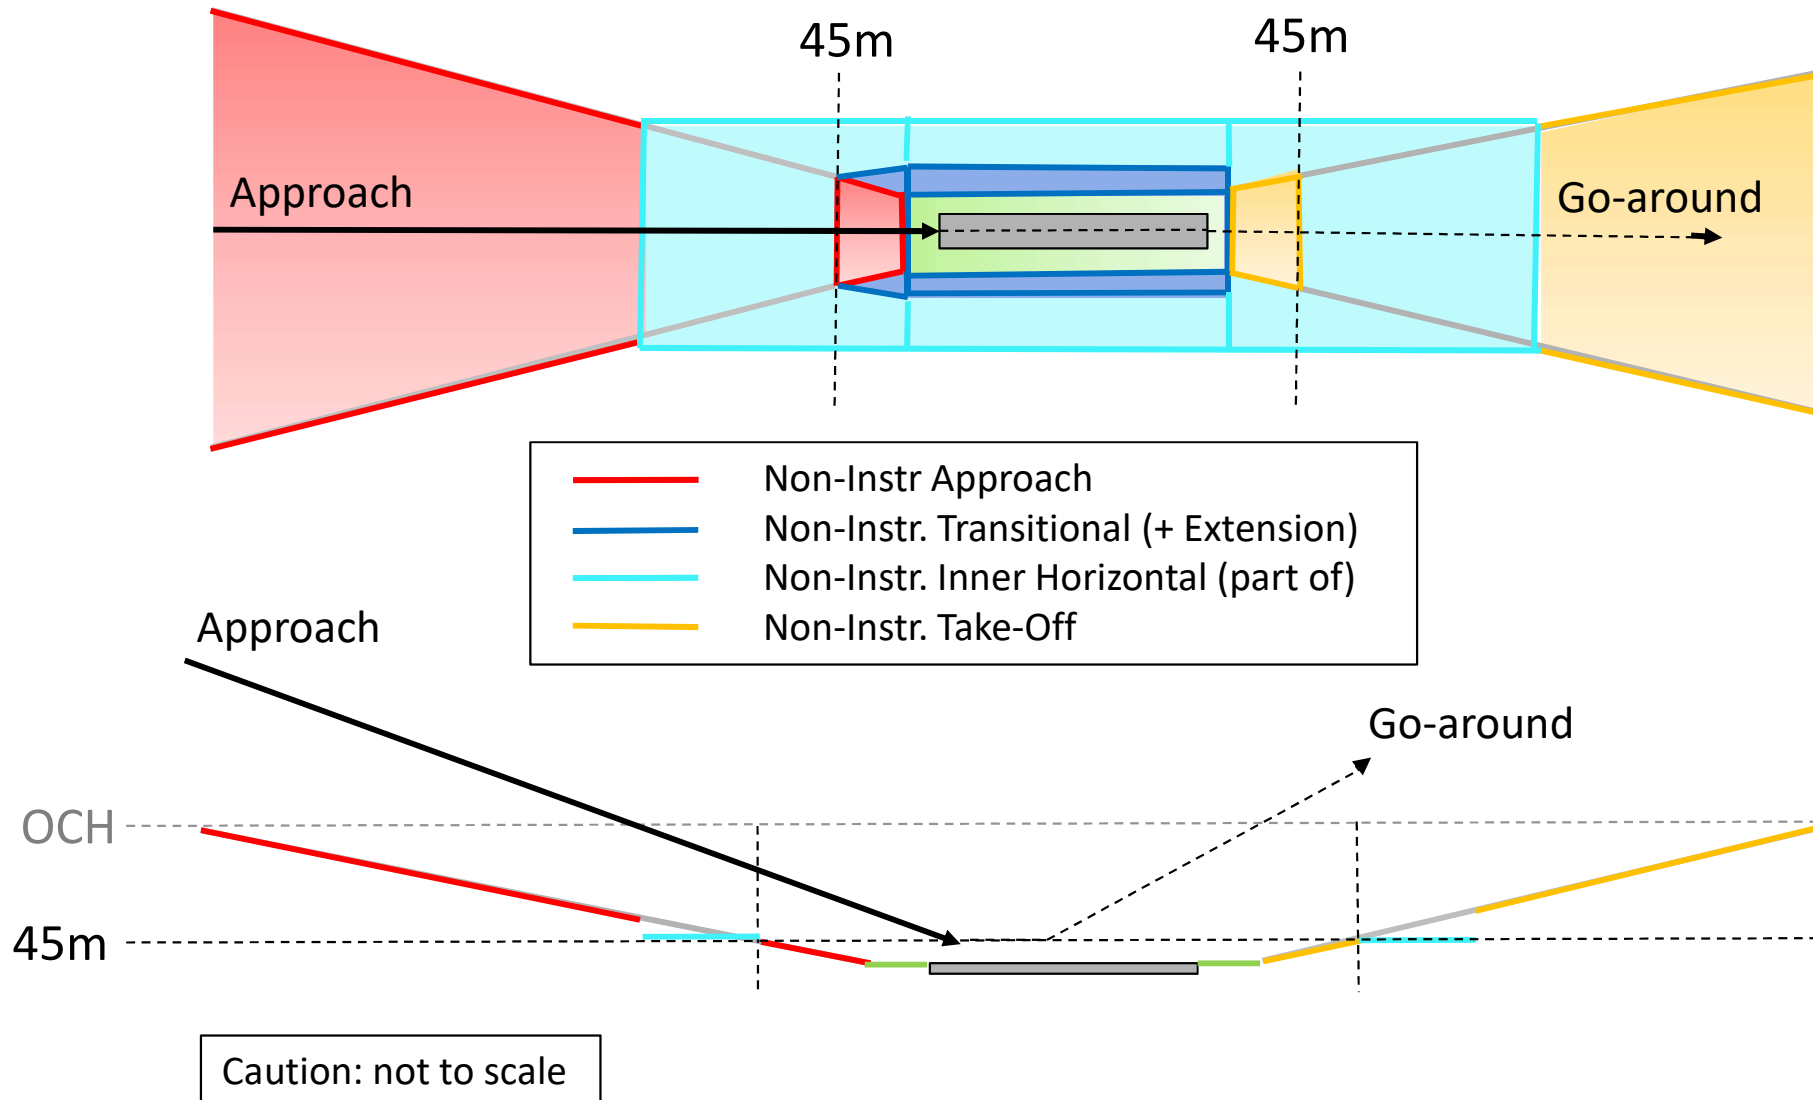 45m
45m
Approach
Go-around
Non-Instr Approach
Non-Instr. Transitional (+ Extension)
Non-Instr. Inner Horizontal (part of)
Non-Instr. Take-Off
Approach
Go-around
OCH
45m
Caution: not to scale